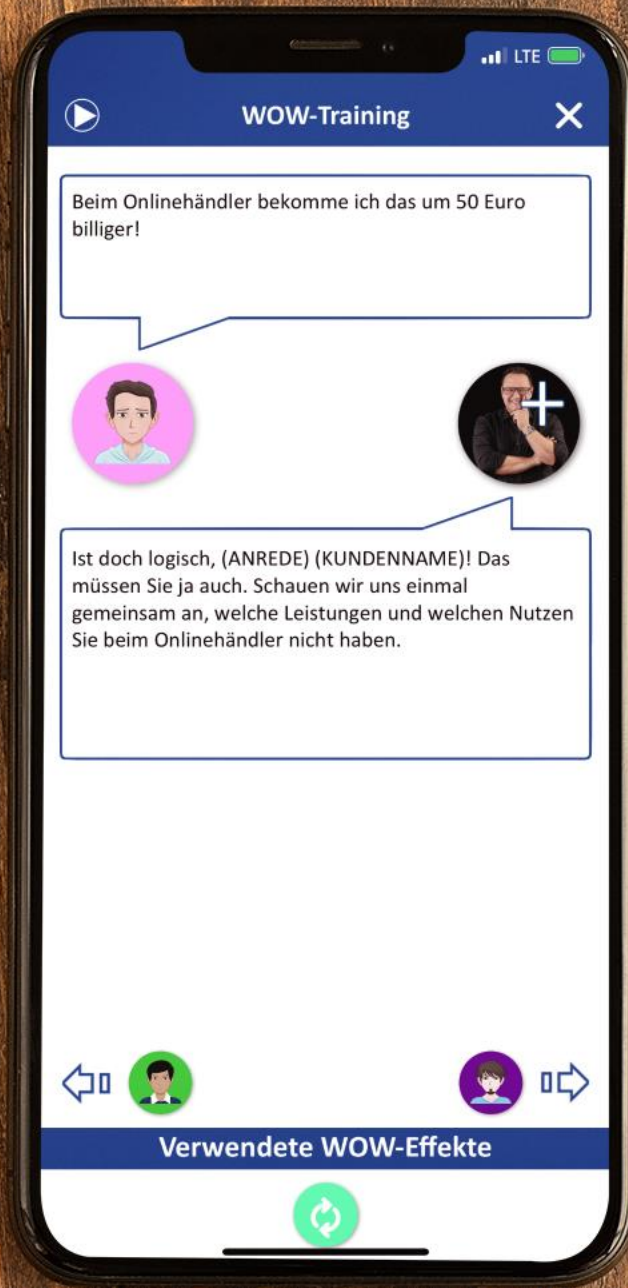 LTE
WOW-Training
Beim Onlinehändler bekomme ich das um 50 Euro
billiger!
Ist doch logisch, (ANREDE) (KUNDENNAME)! Das
müssen Sie ja auch. Schauen wir uns einmal
gemeinsam an, welche Leistungen und welchen Nutzen
Sie beim Onlinehändler nicht haben.
Verwendete WOW-Effekte